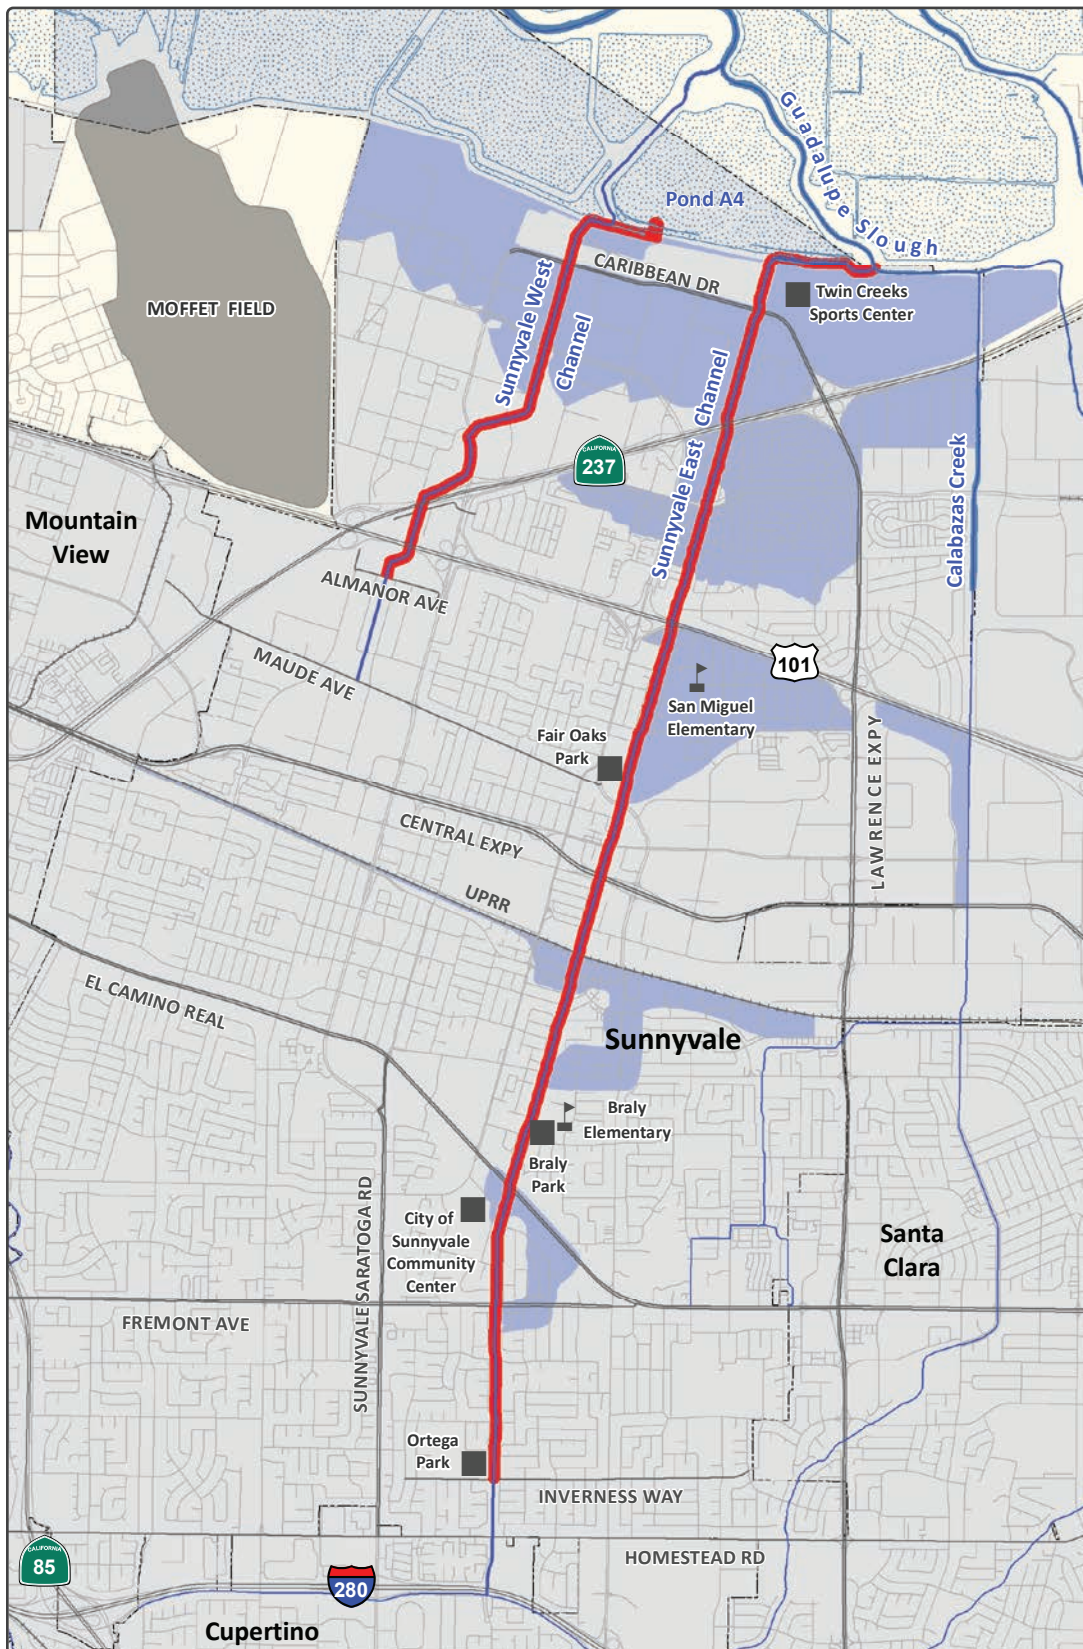 Guadalupe Slough
Pond A4
CARIBBEAN DR
MOFFET FIELD
Twin Creeks
Sports Center
Sunnyvale West
Channel
Sunnyvale East Channel
CALIFORNIA
237
Calabazas Creek
Mountain
View
ALMANOR AVE
MAUDE AVE
101
San Miguel
Elementary
Fair Oaks
Park
LAWRENCE EXPY
CENTRAL EXPY
UPRR
EL CAMINO REAL
Sunnyvale
Braly
Elementary
Braly
Park
City of
Sunnyvale
Community
Center
Santa
Clara
SUNNYVALE SARATOGA RD
FREMONT AVE
Ortega
Park
INVERNESS WAY
HOMESTEAD RD
CALIFORNIA
85
280
Cupertino